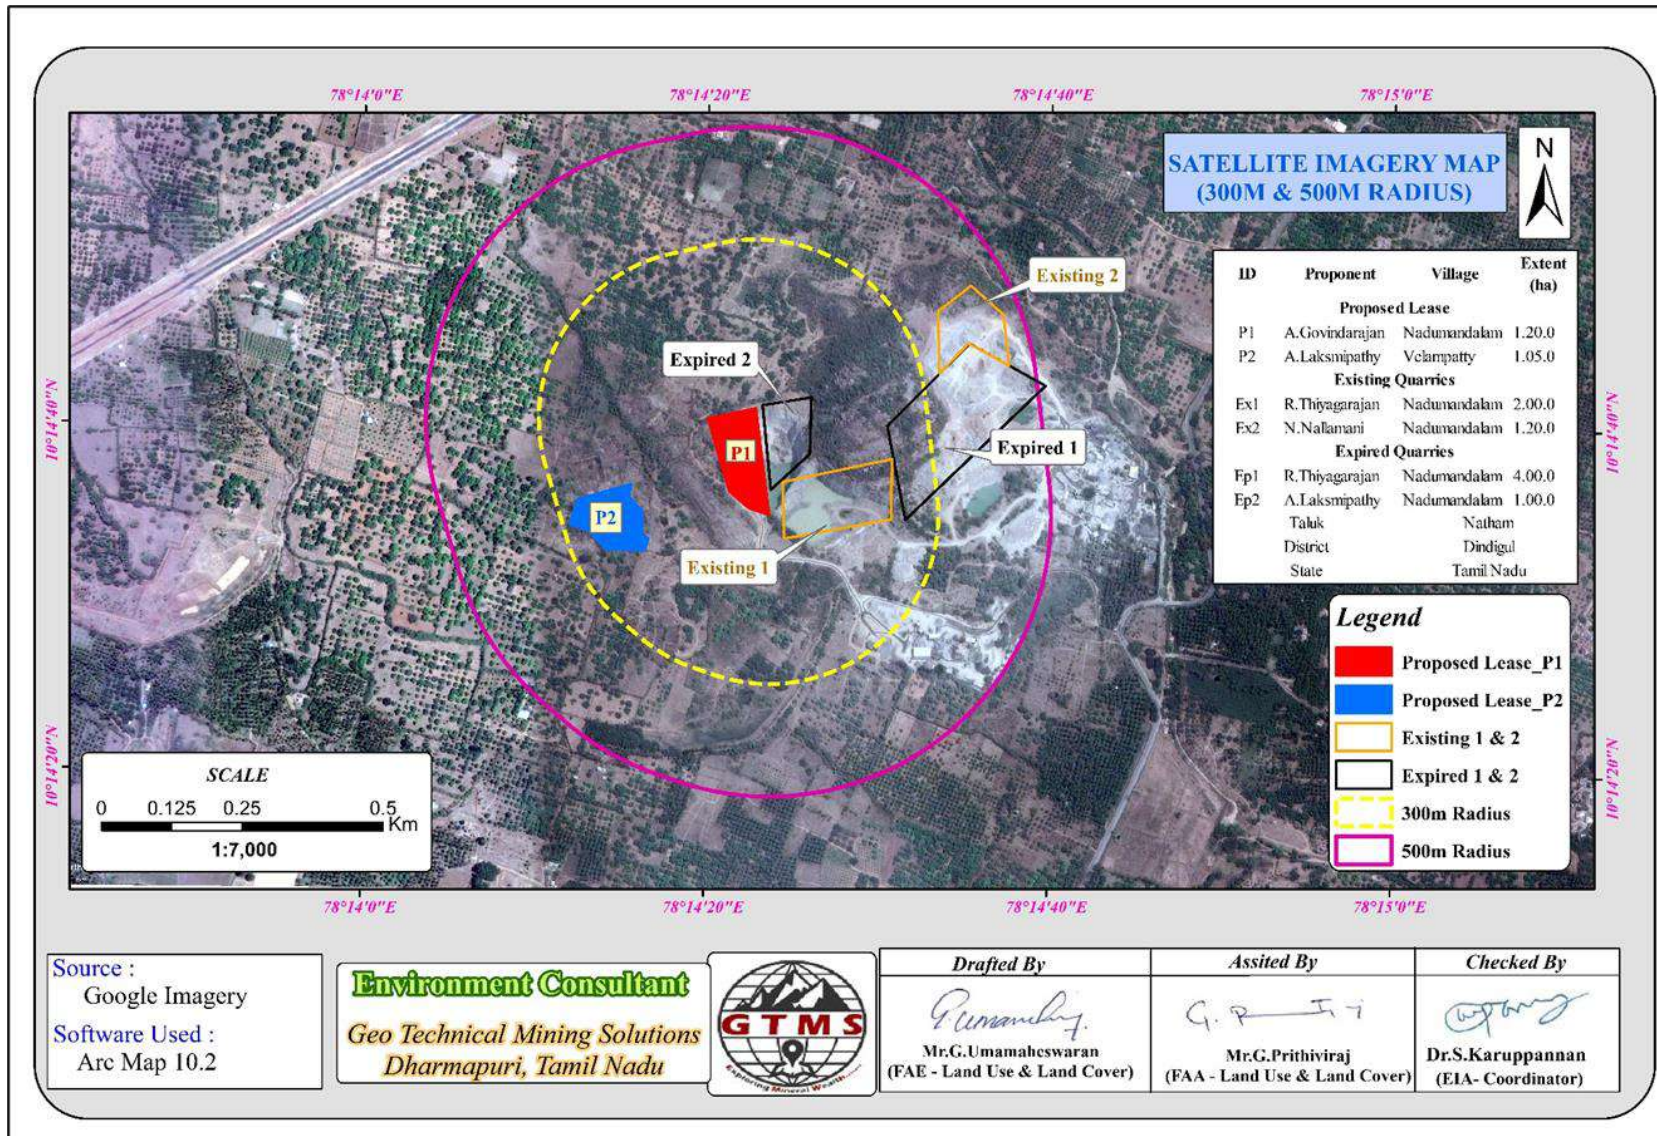 78°14'0"E 78°14'20"E 78°14'40"E 78°15'0"E
SATELLITE IMAGERY MAP
(300M & 500M RADIUS)
N
ID Proponent Village Extent (ha)
Proposed Lease
P1 A.Govindarajan Nadumandalam 1.20.0
P2 A.Laksmipathy Velampatty 1.05.0
Existing Quarries
Ex1 R.Thiyagarajan Nadumandalam 2.00.0
Ex2 N.Nallamani Nadumandalam 1.20.0
Expired Quarries
Ep1 R.Thiyagarajan Nadumandalam 4.00.0
Ep2 A.Laksmipathy Nadumandalam 1.00.0
Taluk Natham
District Dindigul
State Tamil Nadu
Existing 2
Expired 2
Expired 1
P1
P2
Existing 1
10°14'40"N
10°14'40"N
10°14'20"N
10°14'20"N
Legend
Proposed Lease_P1
Proposed Lease_P2
Existing 1 & 2
Expired 1 & 2
300m Radius
500m Radius
SCALE
0 0.125 0.25 0.5
Km
1:7,000
78°14'0"E 78°14'20"E 78°14'40"E 78°15'0"E
Source :
Google Imagery
Software Used :
Arc Map 10.2
Environment Consultant
Geo Technical Mining Solutions
Dharmapuri, Tamil Nadu
GTMS
Exploring Mineral Wealth......
Drafted By
G.Umamaheswaran
Mr.G.Umamaheswaran
(FAE - Land Use & Land Cover)
Assited By
Mr.G.Prithiviraj
(FAA - Land Use & Land Cover)
Checked By
Dr.S.Karuppannan
(EIA- Coordinator)